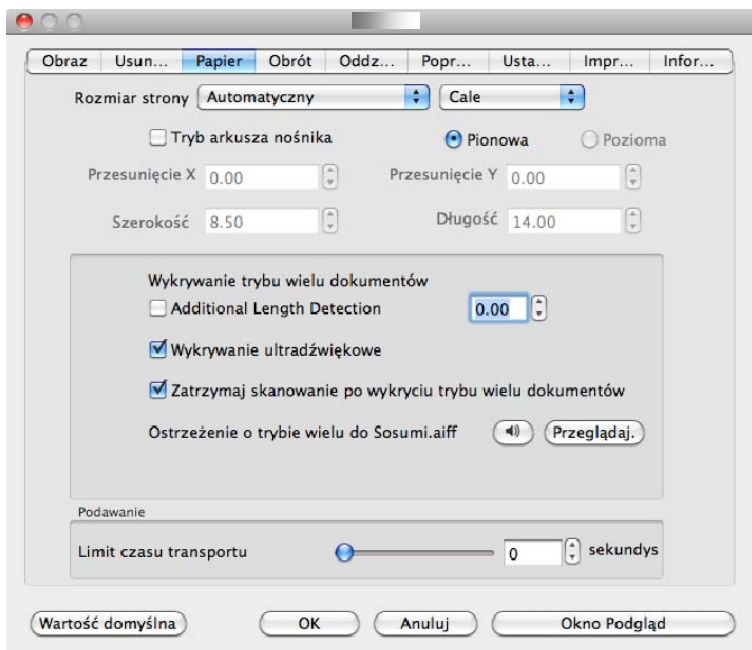 Obraz Usun... Papier Obrót Oddz... Popr... Usta... Impr... Infor...
Rozmiar strony Automatyczny Cale
Tryb arkusza nośnika Pionowa Pozioma
Przesunięcie X 0.00 Przesunięcie Y 0.00
Szerokość 8.50 Długość 14.00
Wykrywanie trybu wielu dokumentów
Additional Length Detection 0.00
Wykrywanie ultradźwiękowe
Zatrzymaj skanowanie po wykryciu trybu wielu dokumentów
Ostrzeżenie o trybie wielu do Sosumi.aiff Przeglądaj.
Podawanie
Limit czasu transportu 0 sekundys
Wartość domyślna OK Anuluj Okno Podgląd